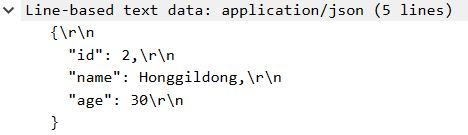 Line-based text data: application/json (5 lines)
{\r\n
"id": 2,\r\n
"name": Honggildong,\r\n
"age": 30\r\n
}